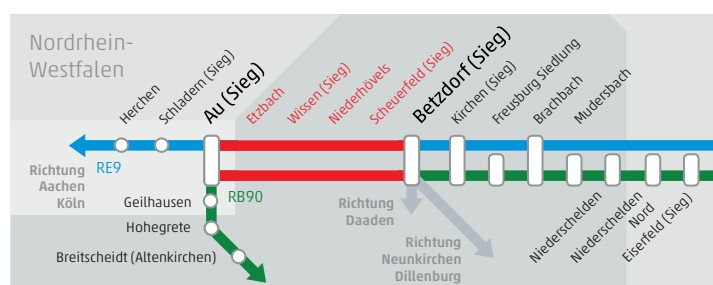 Nordrhein-
Westfalen
Herchen
Schladern (Sieg)
Au (Sieg)
Etzbach
Wissen (Sieg)
Niederhövels
Scheuerfeld (Sieg)
Betzdorf (Sieg)
Kirchen (Sieg)
Freusburg Siedlung
Brachbach
Mudersbach
Richtung
Aachen
Köln
RE9
RB90
Geilhausen
Hohegrete
Breitscheidt (Altenkirchen)
Richtung
Daaden
Richtung
Neunkirchen
Dillenburg
Niederschelden
Niederschelden
Nord
Eiserfeld (Sieg)